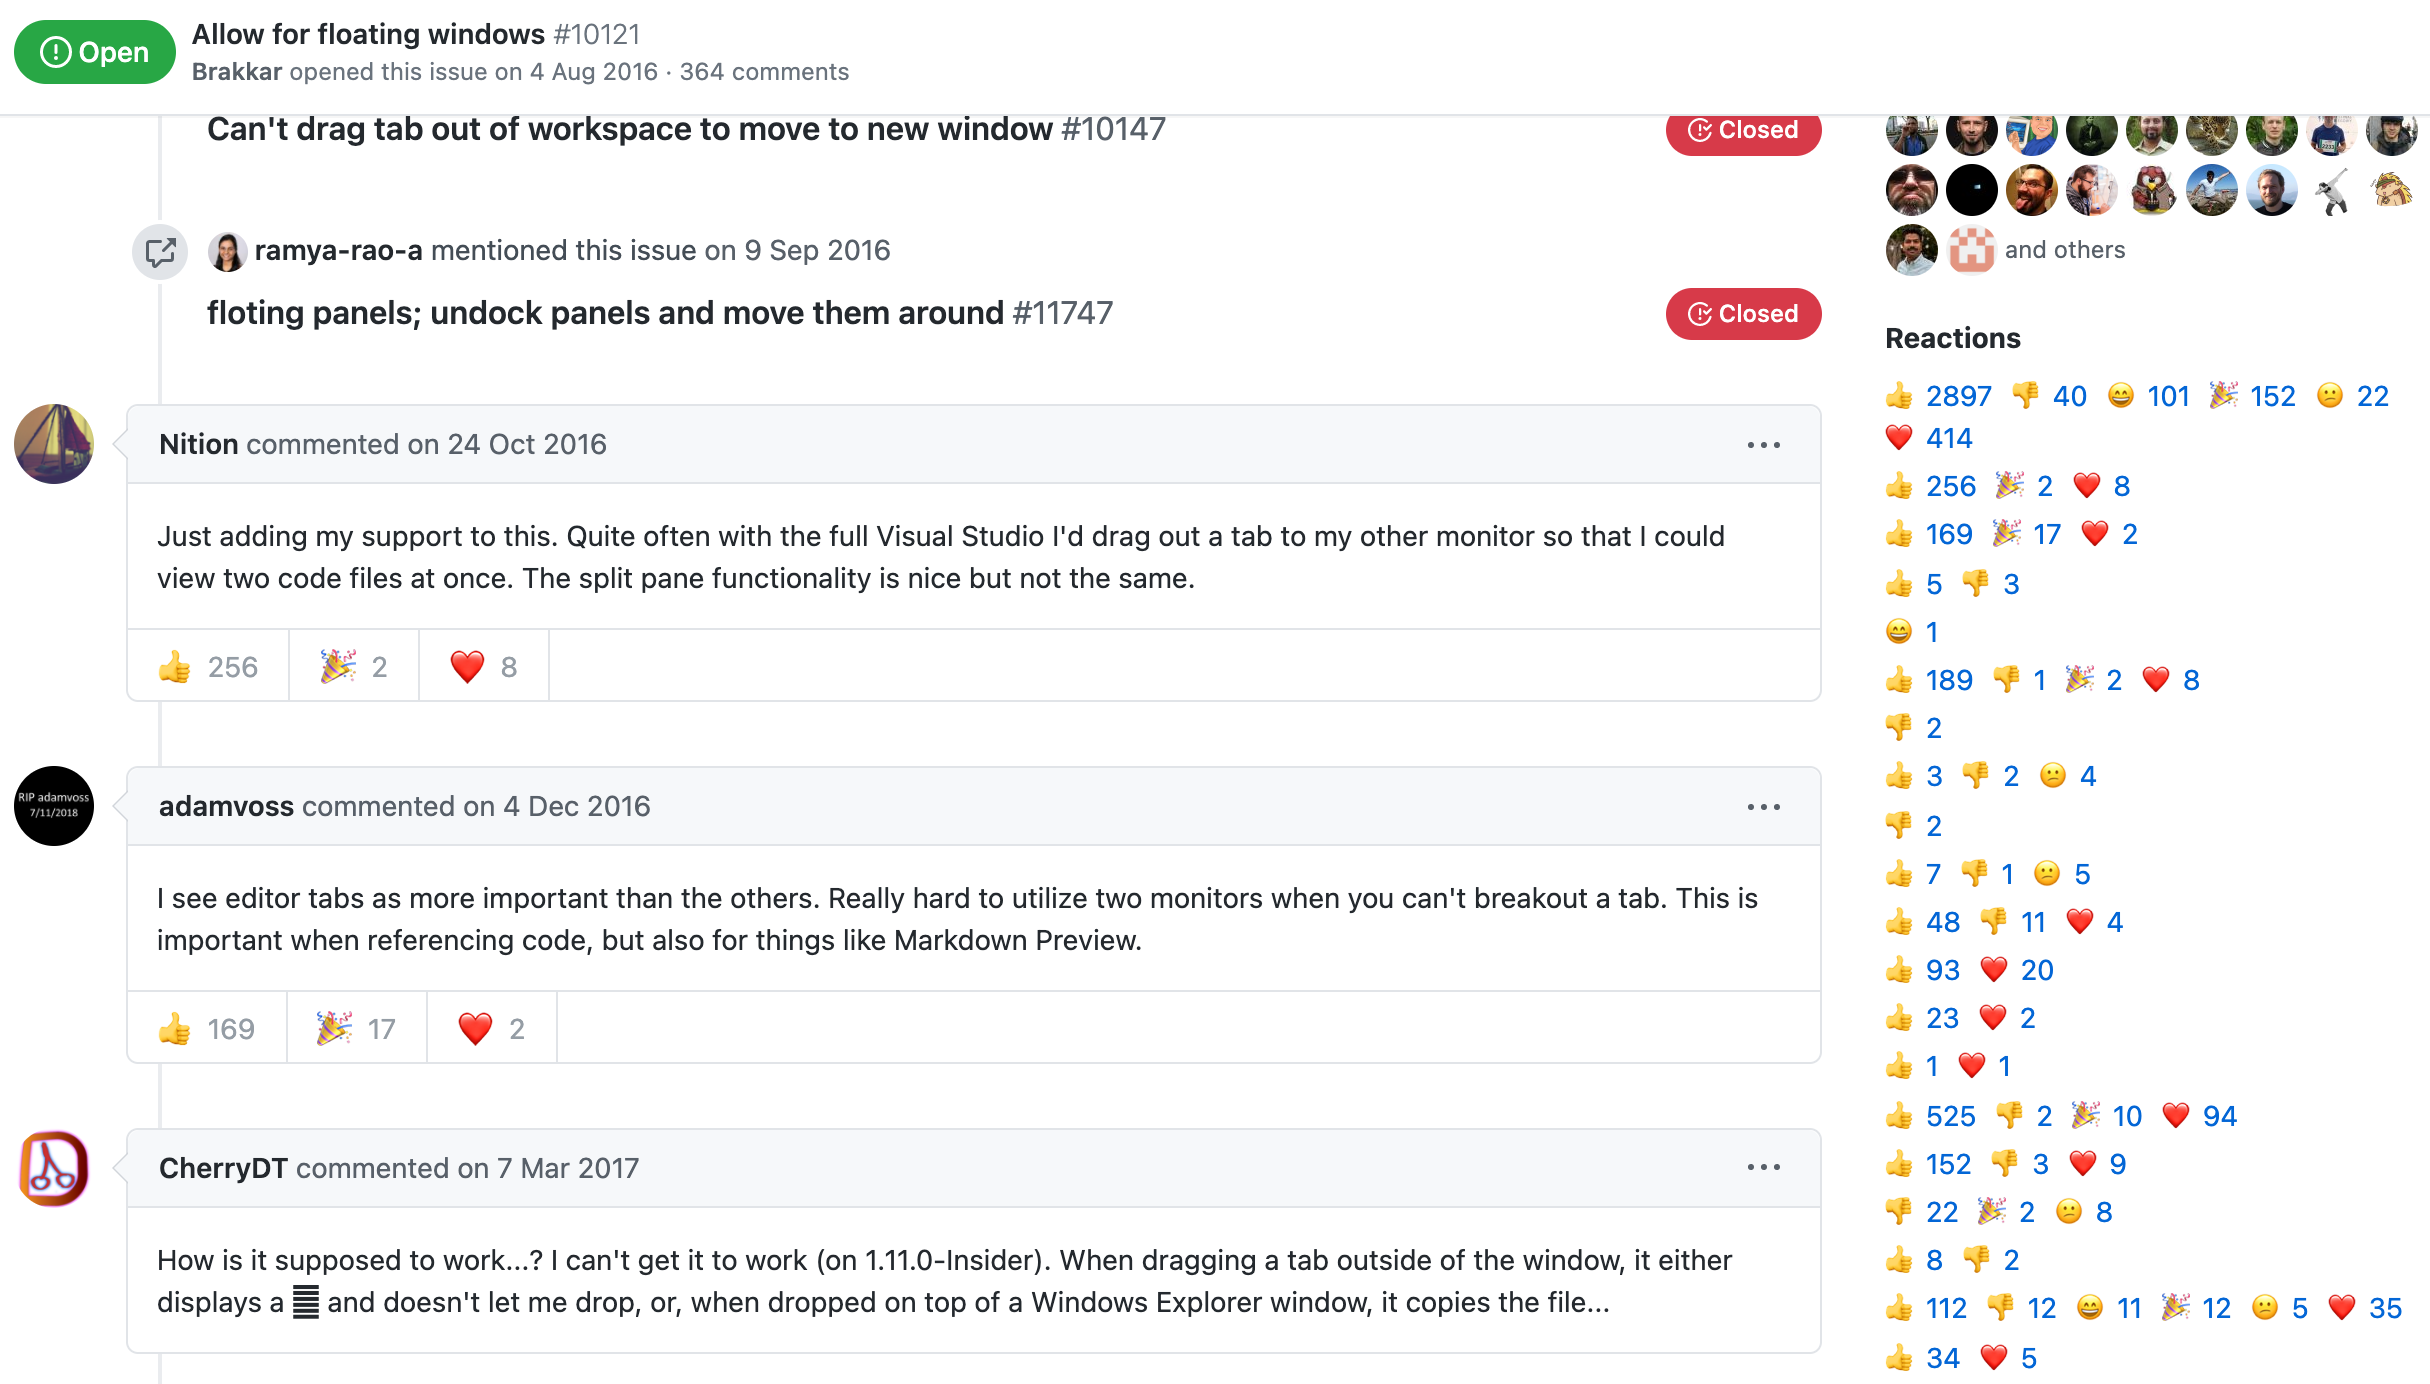 Open
Allow for floating windows #10121
Brakkar opened this issue on 4 Aug 2016 · 364 comments
Can't drag tab out of workspace to move to new window #10147
Closed
ramya-rao-a mentioned this issue on 9 Sep 2016
floting panels; undock panels and move them around #11747
Closed
Nition commented on 24 Oct 2016
Just adding my support to this. Quite often with the full Visual Studio I'd drag out a tab to my other monitor so that I could
view two code files at once. The split pane functionality is nice but not the same.
👍 256 🎉 2 ❤️ 8
RIP adamvoss
7/11/2018
adamvoss commented on 4 Dec 2016
I see editor tabs as more important than the others. Really hard to utilize two monitors when you can't breakout a tab. This is
important when referencing code, but also for things like Markdown Preview.
👍 169 🎉 17 ❤️ 2
CherryDT commented on 7 Mar 2017
How is it supposed to work...? I can't get it to work (on 1.11.0-Insider). When dragging a tab outside of the window, it either
displays a and doesn't let me drop, or, when dropped on top of a Windows Explorer window, it copies the file...
and others
Reactions
👍 2897 👎 40 😄 101 🎉 152 😕 22
❤️ 414
👍 256 🎉 2 ❤️ 8
👍 169 🎉 17 ❤️ 2
👍 5 👎 3
😄 1
👍 189 👎 1 🎉 2 ❤️ 8
👎 2
👍 3 👎 2 😕 4
👎 2
👍 7 👎 1 😕 5
👍 48 👎 11 ❤️ 4
👍 93 ❤️ 20
👍 23 ❤️ 2
👍 1 ❤️ 1
👍 525 👎 2 🎉 10 ❤️ 94
👍 152 👎 3 ❤️ 9
👎 22 🎉 2 😕 8
👍 8 👎 2
👍 112 👎 12 😄 11 🎉 12 😕 5 ❤️ 35
👍 34 ❤️ 5